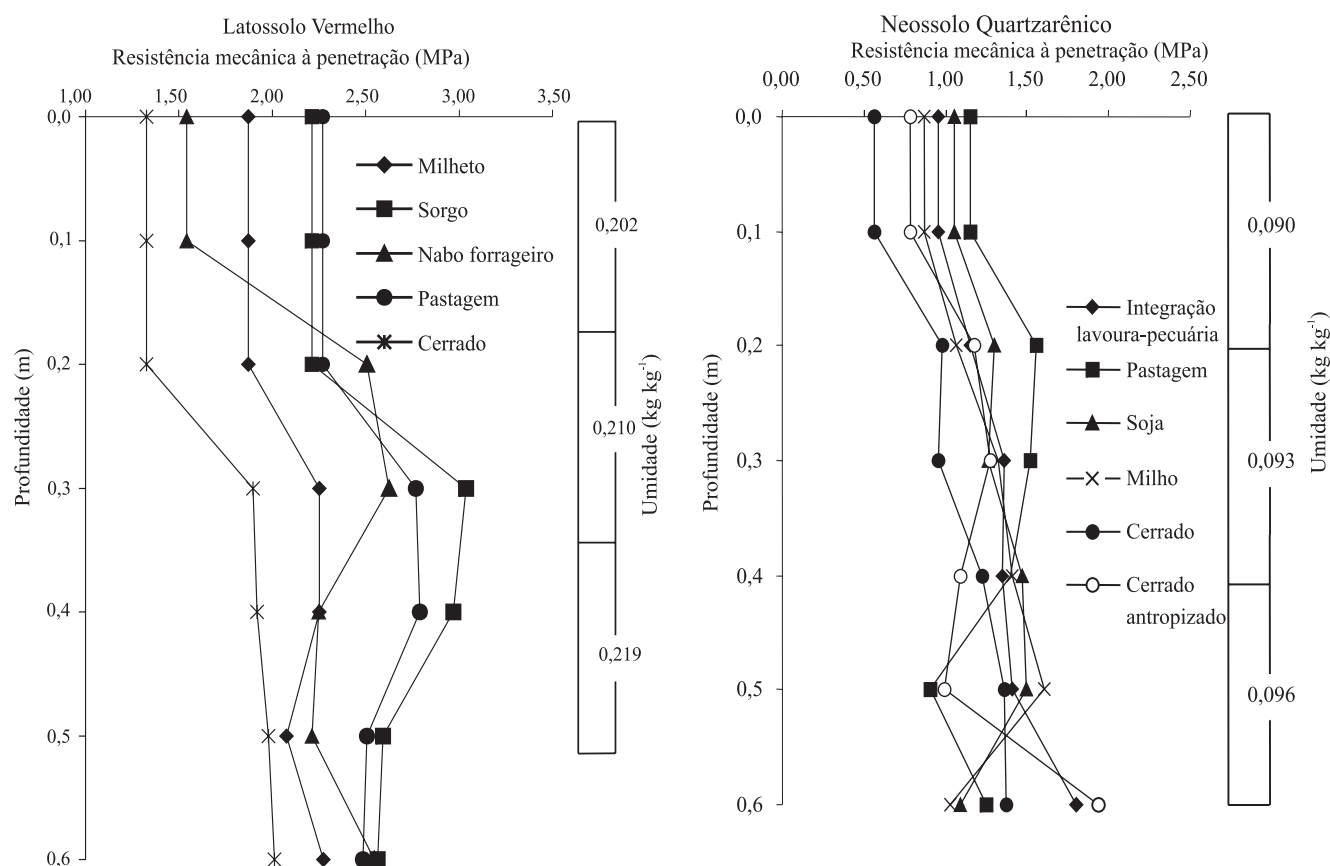 Latossolo Vermelho
Resistência mecânica à penetração (MPa)
1,00 1,50 2,00 2,50 3,00 3,50
0,0
0,1
0,2
0,3
0,4
0,5
0,6
Profundidade (m)
Milheto
Sorgo
Nabo forrageiro
Pastagem
Cerrado
0,202
0,210
0,219
Umidade (kg kg⁻¹)
Neossolo Quartzarênico
Resistência mecânica à penetração (MPa)
0,00 0,50 1,00 1,50 2,00 2,50
0,0
0,1
0,2
0,3
0,4
0,5
0,6
Profundidade (m)
Integração
lavoura-pecuária
Pastagem
Soja
Milho
Cerrado
Cerrado
antropizado
0,090
0,093
0,096
Umidade (kg kg⁻¹)